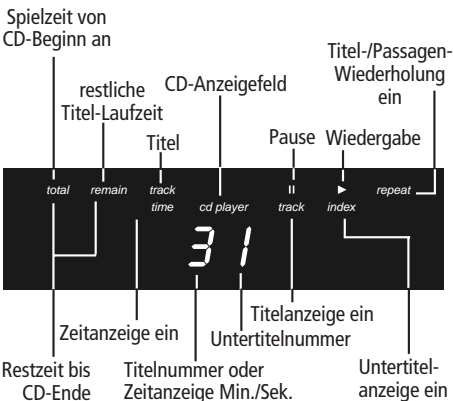 Spielzeit von
CD-Beginn an
restliche
Titel-Laufzeit
Titel
CD-Anzeigefeld
Pause
Wiedergabe
Titel-/Passagen-
Wiederholung
ein
total remain track II ► repeat
time cd player track index
31
Zeitanzeige ein
Titelanzeige ein
Untertitelnummer
Restzeit bis
CD-Ende
Titelnummer oder
Zeitanzeige Min./Sek.
Untertitel-
anzeige ein